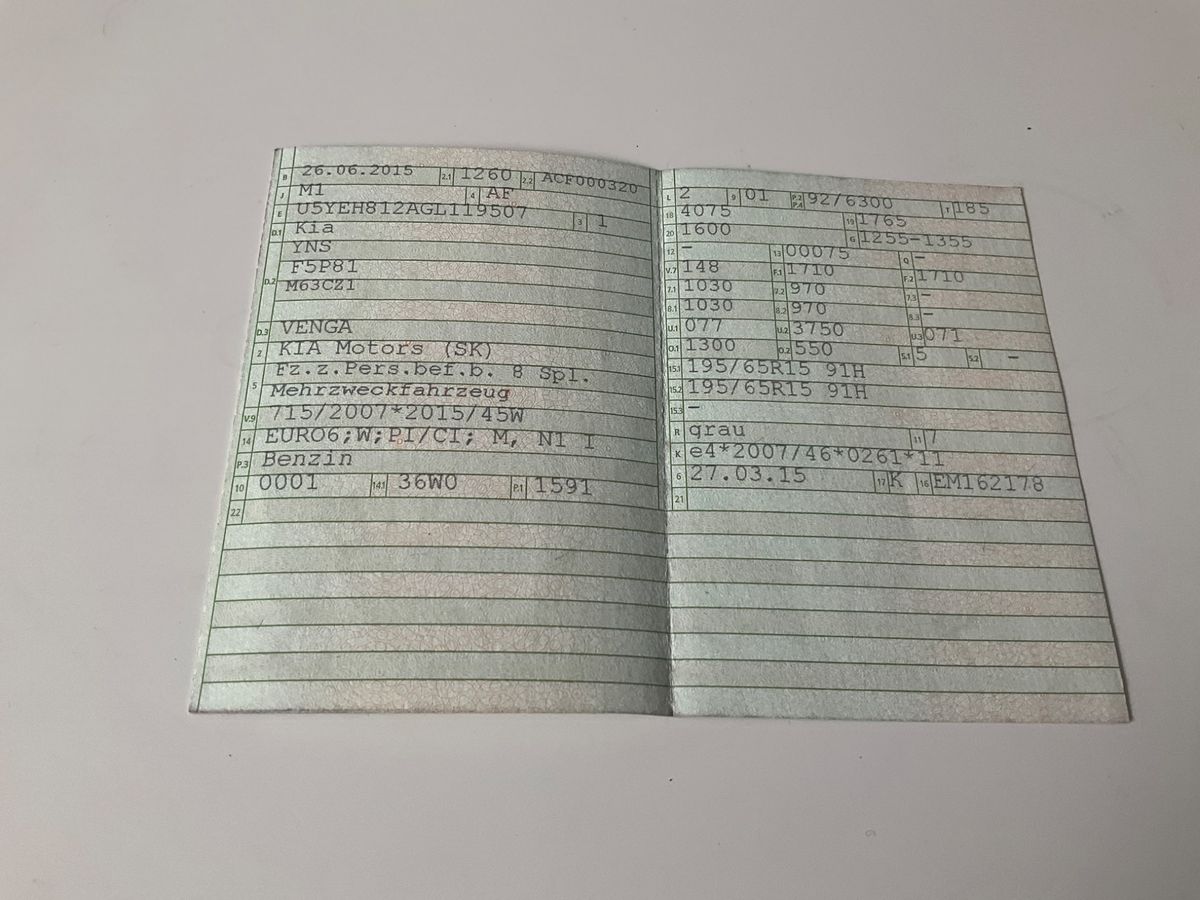 B 26.06.2015 2.1 1260 2.2 ACF000320
J M1 4 AF
E U5YEH812AGL119507 3 1
D.1 Kia
D.2 YNS
F5P81
M63CZ1
D.3 VENGA
2 KIA Motors (SK)
5 Fz.z.Pers.bef.b. 8 Spl.
Mehrzweckfahrzeug
V.9 715/2007*2015/45W
14 EURO6;W;PI/CI; M, N1 I
P.3 Benzin
10 0001 14.1 36W0 P.1 1591
22
L 2 9 01 P.2 P.4 92/6300 T 185
18 4075 19 1765
20 1600 G 1255-1355
12 – 13 00075 Q –
V.7 148 F.1 1710 F.2 1710
7.1 1030 7.2 970 7.3 –
8.1 1030 8.2 970 8.3 –
U.1 077 U.2 3750 U.3 071
O.1 1300 O.2 550 S.1 5 S.2 –
15.1 195/65R15 91H
15.2 195/65R15 91H
15.3 –
R grau 11 7
K e4*2007/46*0261*11
6 27.03.15 17 K 16 EM162178
21